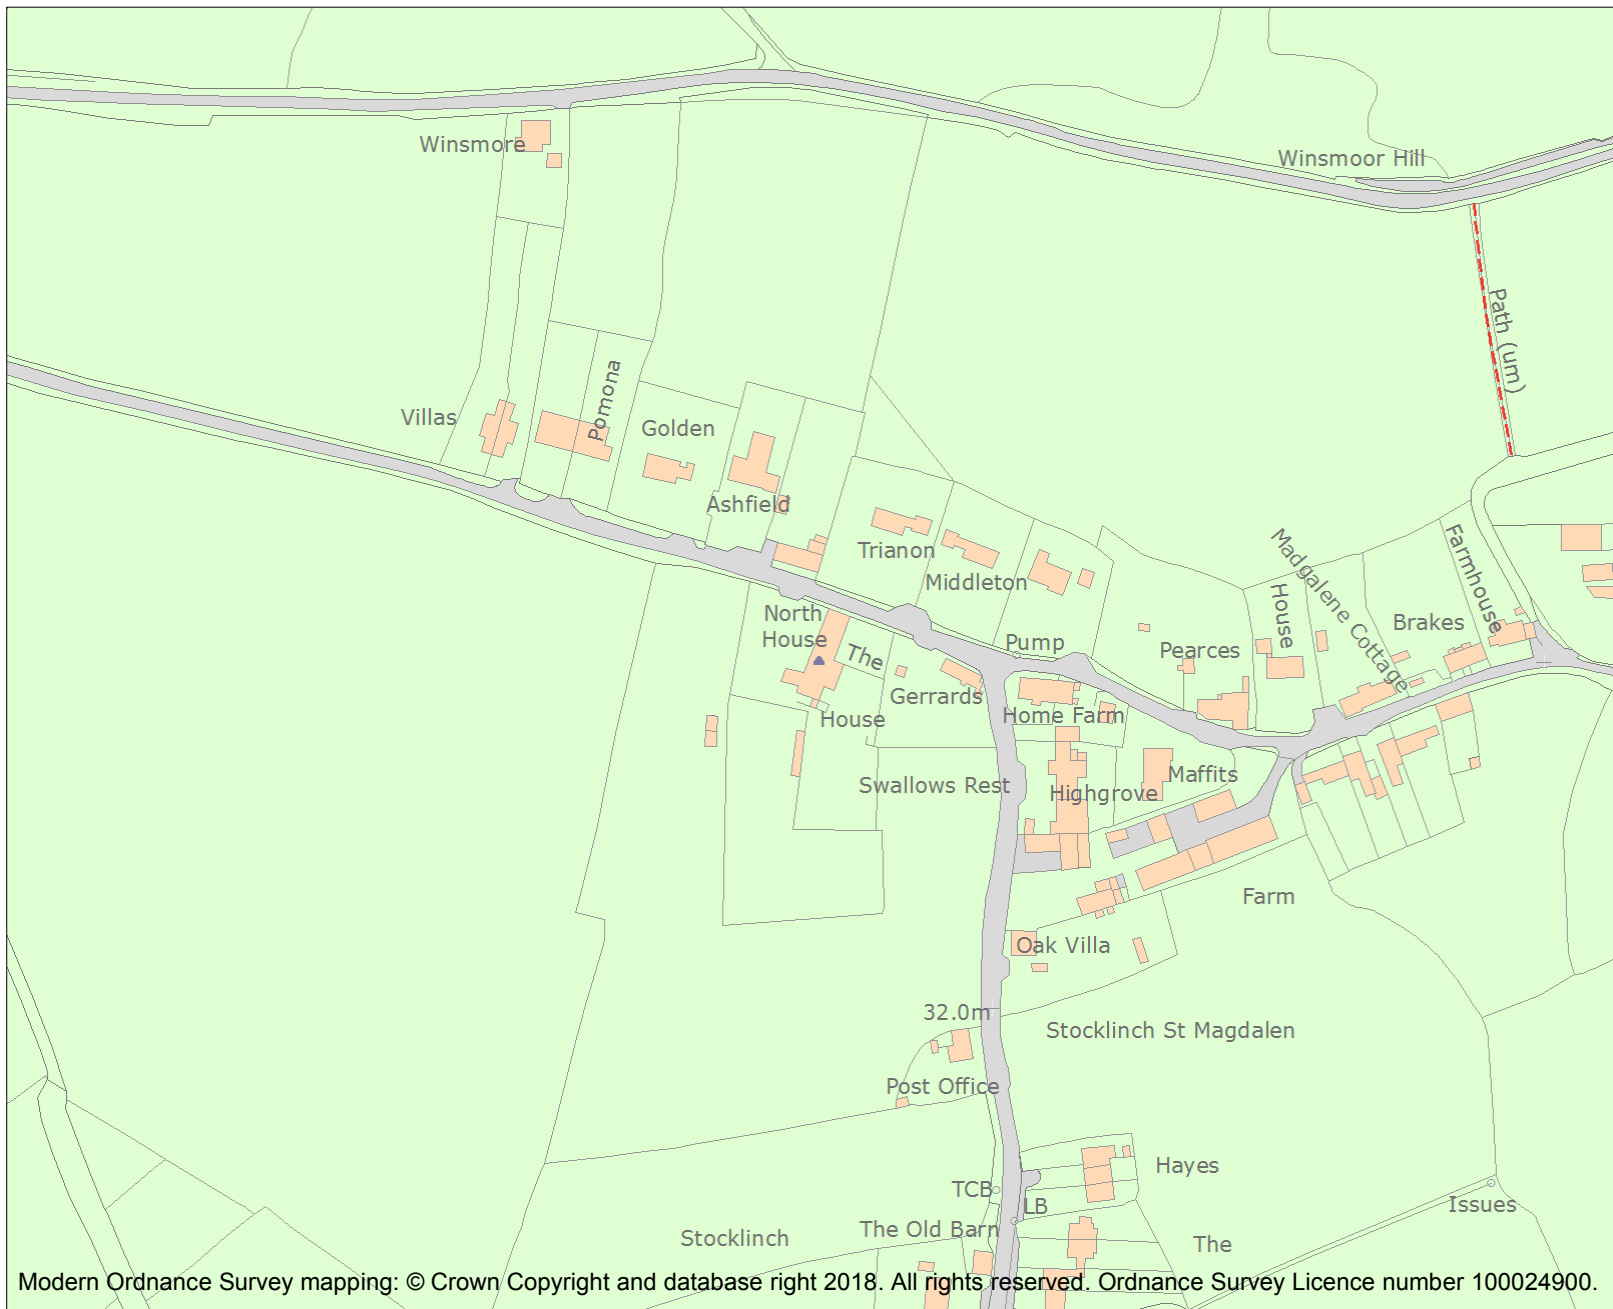 Winsmore
Winsmoor Hill
Path (um)
Villas
Pomona
Golden
Ashfield
Trianon
Middleton
North
House
The
House
Gerrards
Pump
Home Farm
Pearces
House
Madgalene Cottage
Brakes
Farmhouse
Swallows Rest
Highgrove
Maffits
Farm
Oak Villa
32.0m
Stocklinch St Magdalen
Post Office
Hayes
TCB
LB
Issues
The Old Barn
Stocklinch
The
Modern Ordnance Survey mapping: © Crown Copyright and database right 2018. All rights reserved. Ordnance Survey Licence number 100024900.